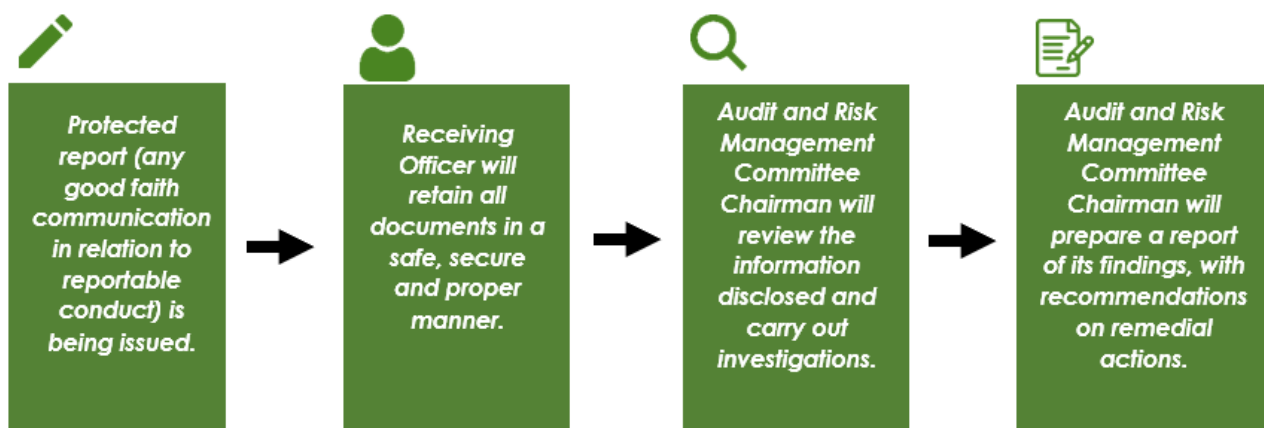 Protected
report (any
good faith
communication
in relation to
reportable
conduct) is
being issued.
Receiving
Officer will
retain all
documents in a
safe, secure
and proper
manner.
Audit and Risk
Management
Committee
Chairman will
review the
information
disclosed and
carry out
investigations.
Audit and Risk
Management
Committee
Chairman will
prepare a report
of its findings, with
recommendations
on remedial
actions.